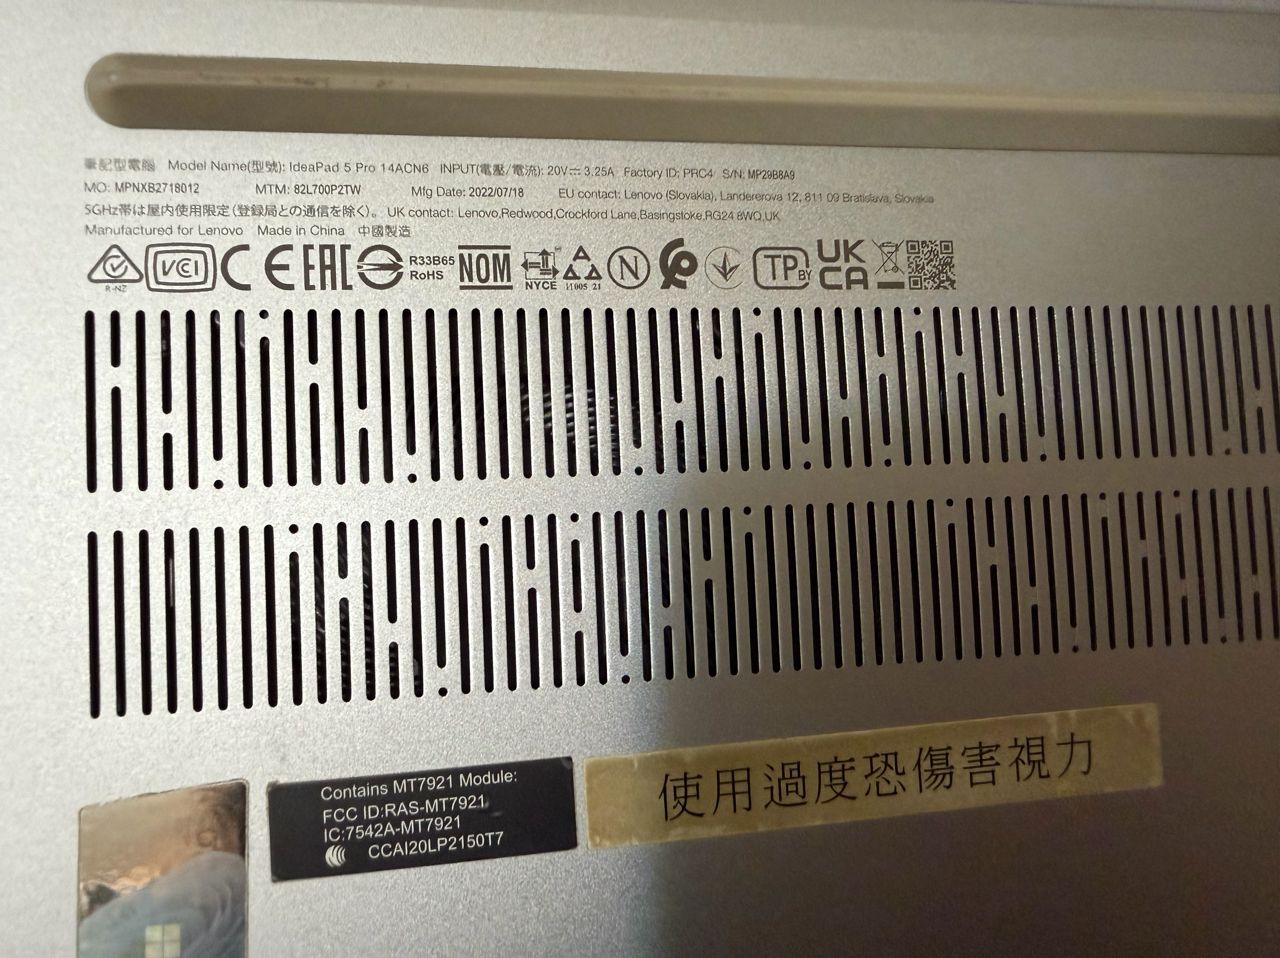 筆記型電腦 Model Name(型號): IdeaPad 5 Pro 14ACN6 INPUT(電壓/電流): 20V⎓3.25A Factory ID: PRC4 S/N: MP29B8A9
MO: MPNXB2718012 MTM: 82L700P2TW Mfg Date: 2022/07/18 EU contact: Lenovo (Slovakia), Landererova 12, 811 09 Bratislava, Slovakia
5GHz帯は屋内使用限定(登録局との通信を除く)。 UK contact: Lenovo,Redwood,Crockford Lane,Basingstoke,RG24 8WQ,UK
Manufactured for Lenovo Made in China 中國製造
R-NZ VCI CE EAC R33B65 RoHS NOM NYCE 11005 21 N TP BY UK CA
Contains MT7921 Module:
FCC ID:RAS-MT7921
IC:7542A-MT7921
CCAI20LP2150T7
使用過度恐傷害視力